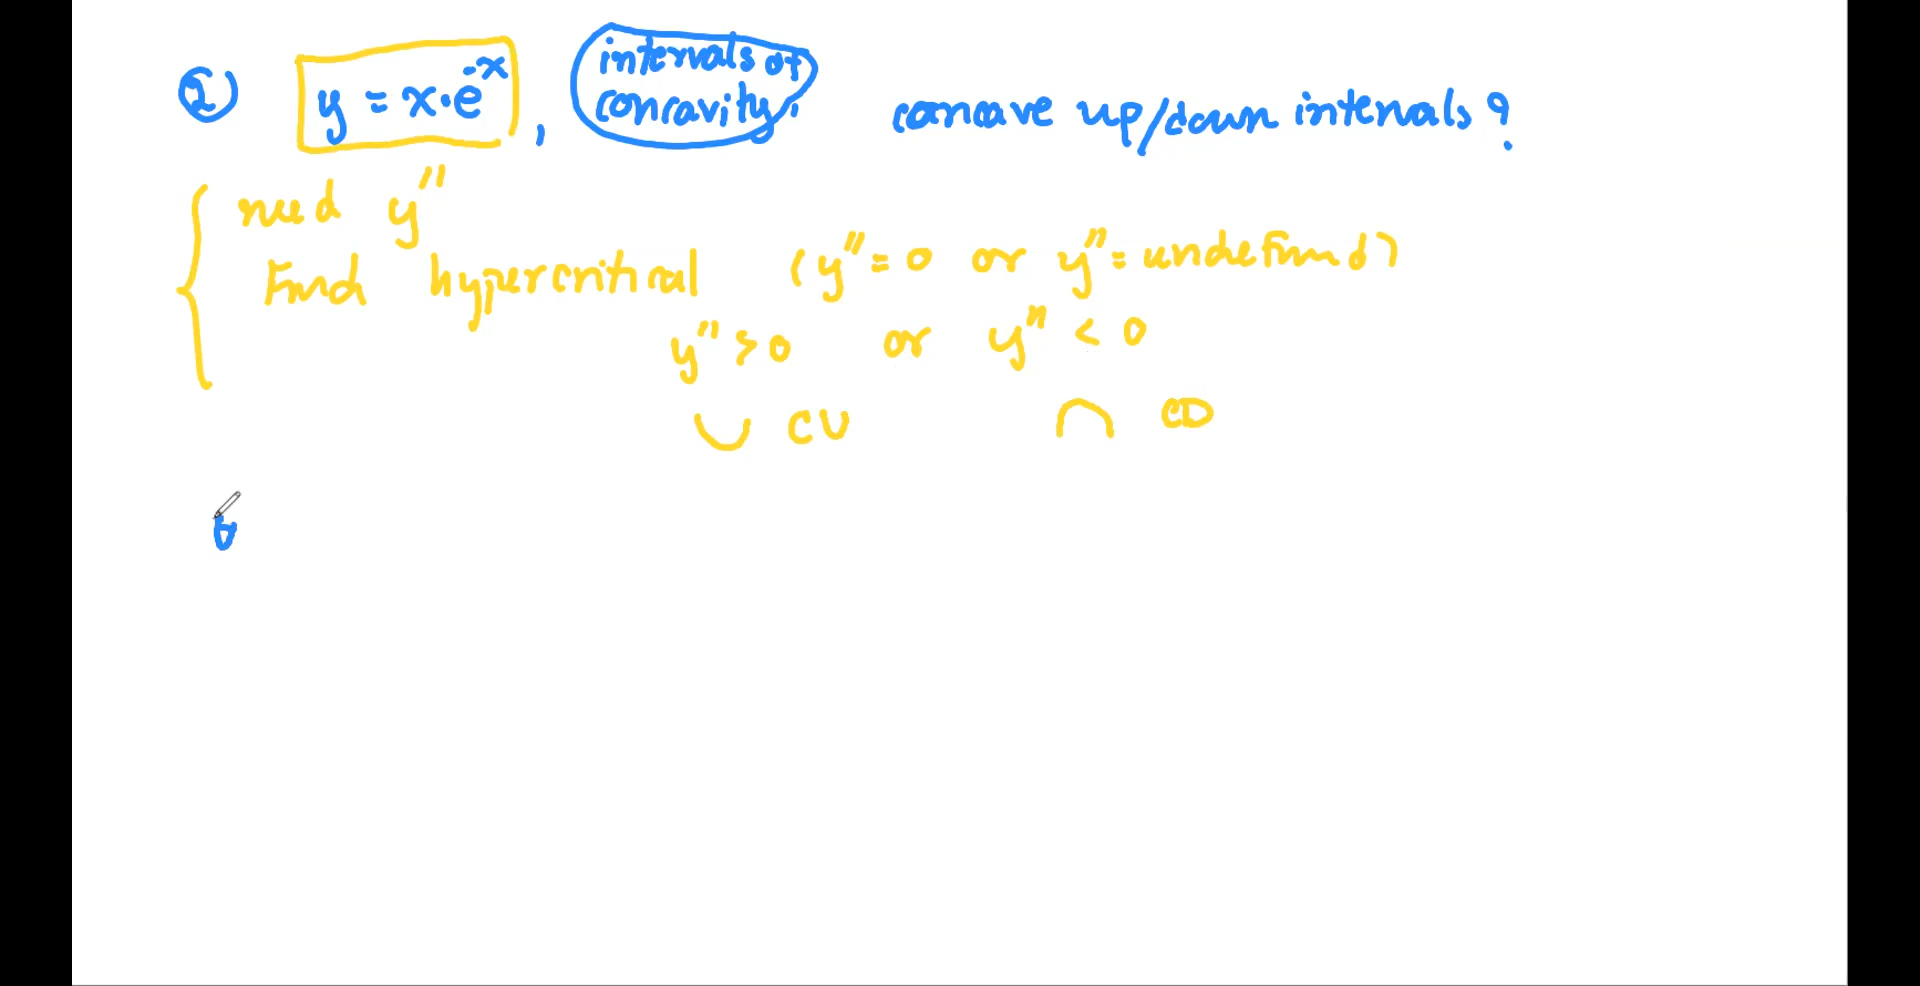 ② y = x·e^-x , intervals of concavity, concave up/down intervals?
need y"
Find hypercritical (y"=0 or y"=undefined)
y">0 or y"<0
∪ CU ∩ CD